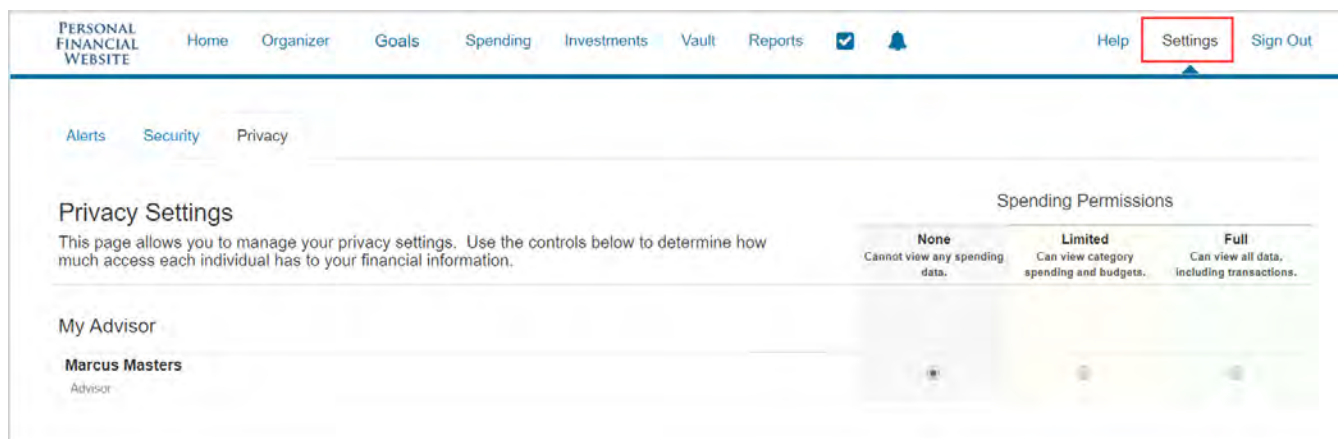 PERSONAL
FINANCIAL
WEBSITE
Home Organizer Goals Spending Investments Vault Reports Help Settings Sign Out
Alerts Security Privacy
Privacy Settings
This page allows you to manage your privacy settings. Use the controls below to determine how
much access each individual has to your financial information.
Spending Permissions
None Limited Full
Cannot view any spending Can view category Can view all data,
data. spending and budgets. including transactions.
My Advisor
Marcus Masters
Advisor